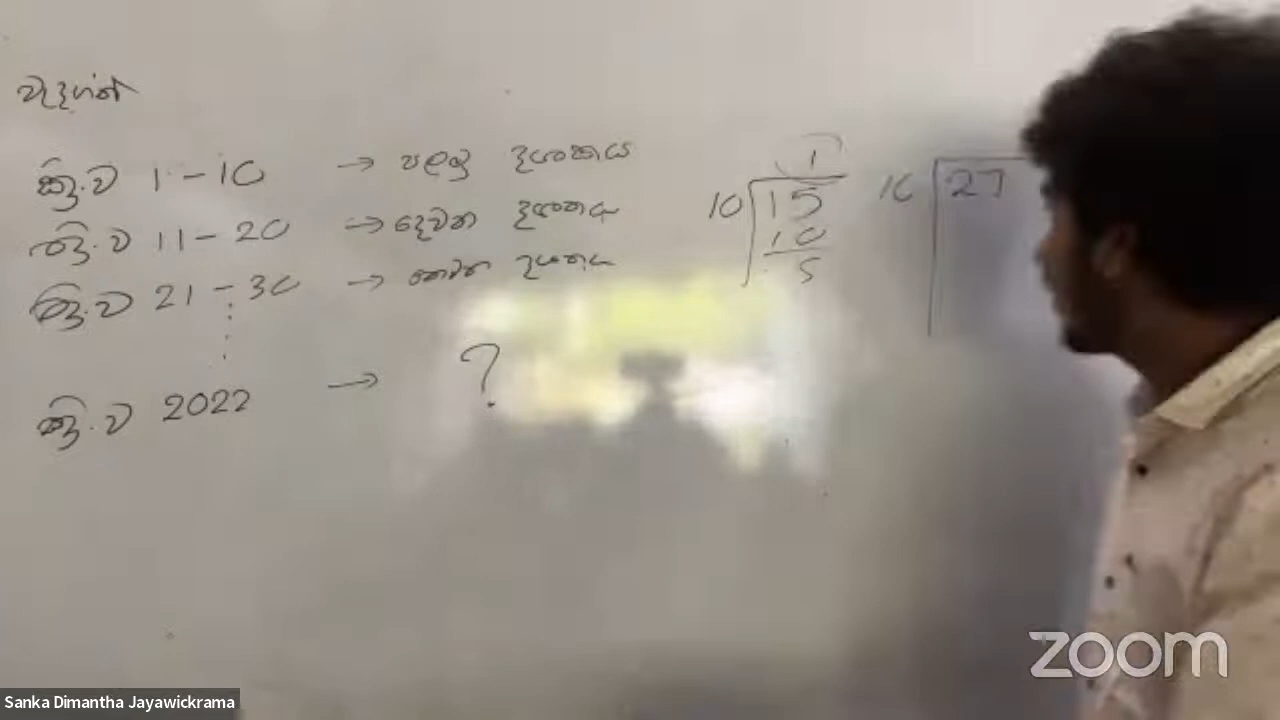 වැදගත්
ක්‍රි.ව 1 - 10 → පළමු දශකය
ක්‍රි.ව 11 - 20 → දෙවන දශකය
ක්‍රි.ව 21 - 30 → තෙවන දශකය
ක්‍රි.ව 2022 → ?
1
10 15
10
5
10 27
zoom
Sanka Dimantha Jayawickrama